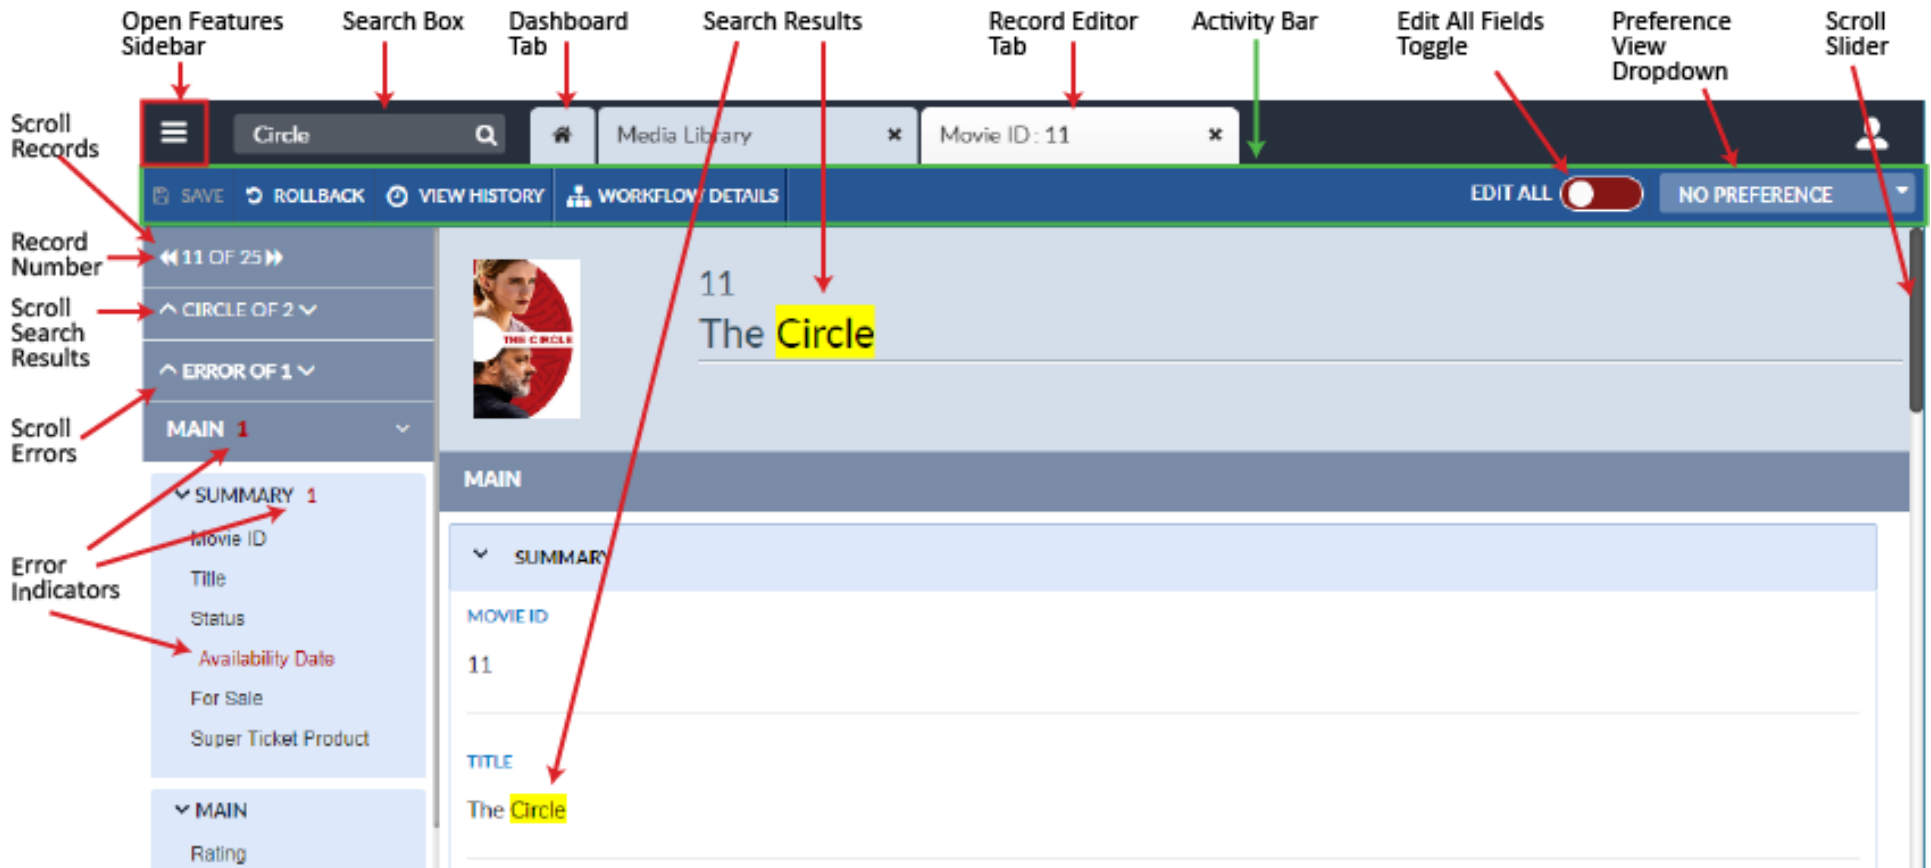 Open Features
Sidebar
Search Box
Dashboard
Tab
Search Results
Record Editor
Tab
Activity Bar
Edit All Fields
Toggle
Preference
View
Dropdown
Scroll
Slider
Scroll
Records
Circle
Media Library
Movie ID : 11
SAVE
ROLLBACK
VIEW HISTORY
WORKFLOW DETAILS
EDIT ALL
NO PREFERENCE
Record
Number
11 OF 25
Scroll
Search
Results
CIRCLE OF 2
ERROR OF 1
Scroll
Errors
MAIN 1
SUMMARY 1
Movie ID
Title
Status
Availability Date
For Sale
Super Ticket Product
Error
Indicators
MAIN
Rating
THE CIRCLE
11
The Circle
MAIN
SUMMARY
MOVIE ID
11
TITLE
The Circle